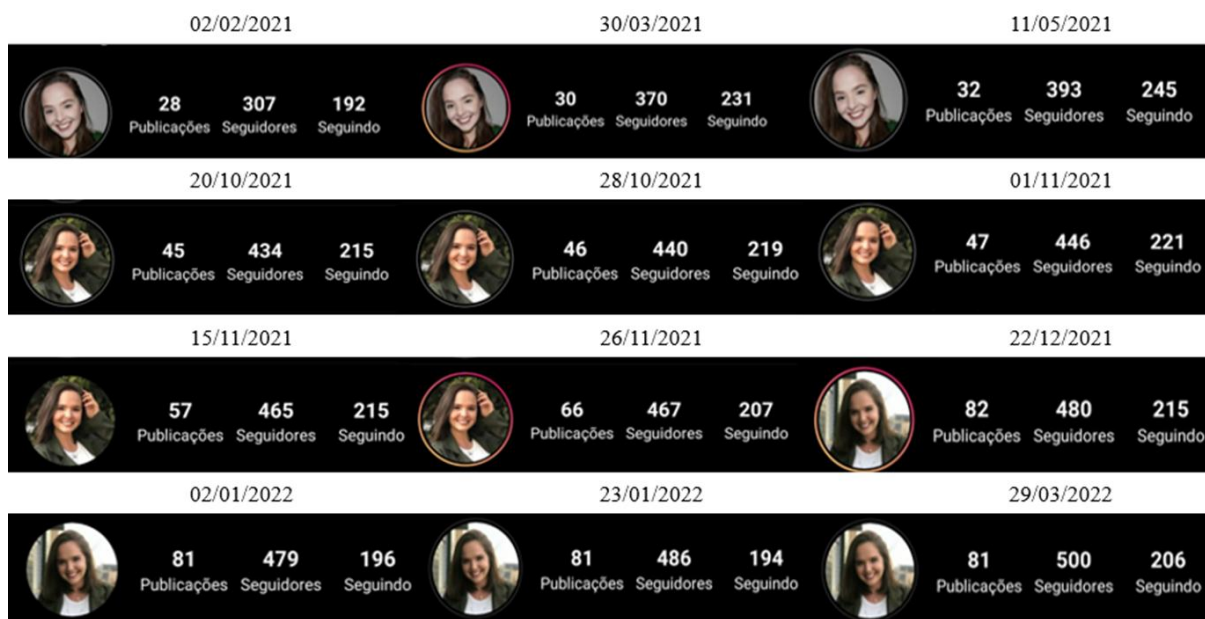 02/02/2021 30/03/2021 11/05/2021
28 307 192 30 370 231 32 393 245
Publicações Seguidores Seguindo Publicações Seguidores Seguindo Publicações Seguidores Seguindo
20/10/2021 28/10/2021 01/11/2021
45 434 215 46 440 219 47 446 221
Publicações Seguidores Seguindo Publicações Seguidores Seguindo Publicações Seguidores Seguindo
15/11/2021 26/11/2021 22/12/2021
57 465 215 66 467 207 82 480 215
Publicações Seguidores Seguindo Publicações Seguidores Seguindo Publicações Seguidores Seguindo
02/01/2022 23/01/2022 29/03/2022
81 479 196 81 486 194 81 500 206
Publicações Seguidores Seguindo Publicações Seguidores Seguindo Publicações Seguidores Seguindo